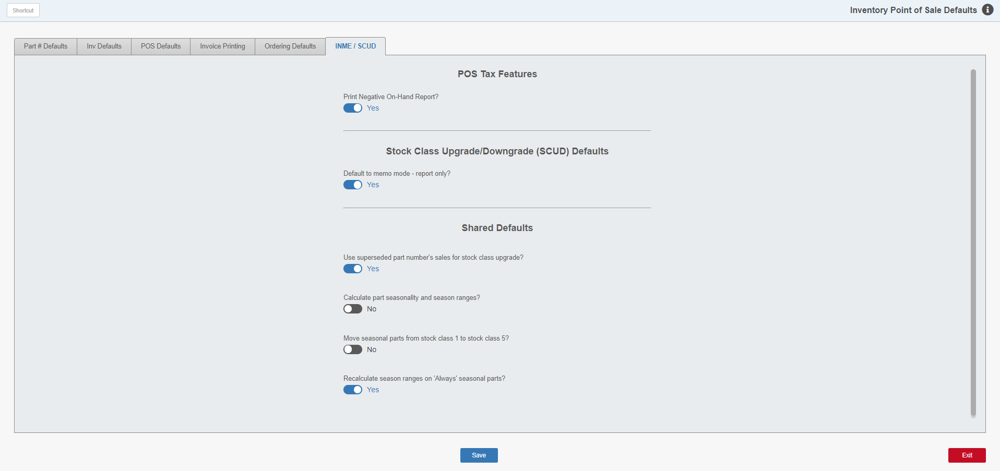 Shortcut
Inventory Point of Sale Defaults
Part # Defaults
Inv Defaults
POS Defaults
Invoice Printing
Ordering Defaults
INME / SCUD
POS Tax Features
Print Negative On-Hand Report?
Yes
Stock Class Upgrade/Downgrade (SCUD) Defaults
Default to memo mode - report only?
Yes
Shared Defaults
Use superseded part number's sales for stock class upgrade?
Yes
Calculate part seasonality and season ranges?
No
Move seasonal parts from stock class 1 to stock class 5?
No
Recalculate season ranges on 'Always' seasonal parts?
Yes
Save
Exit